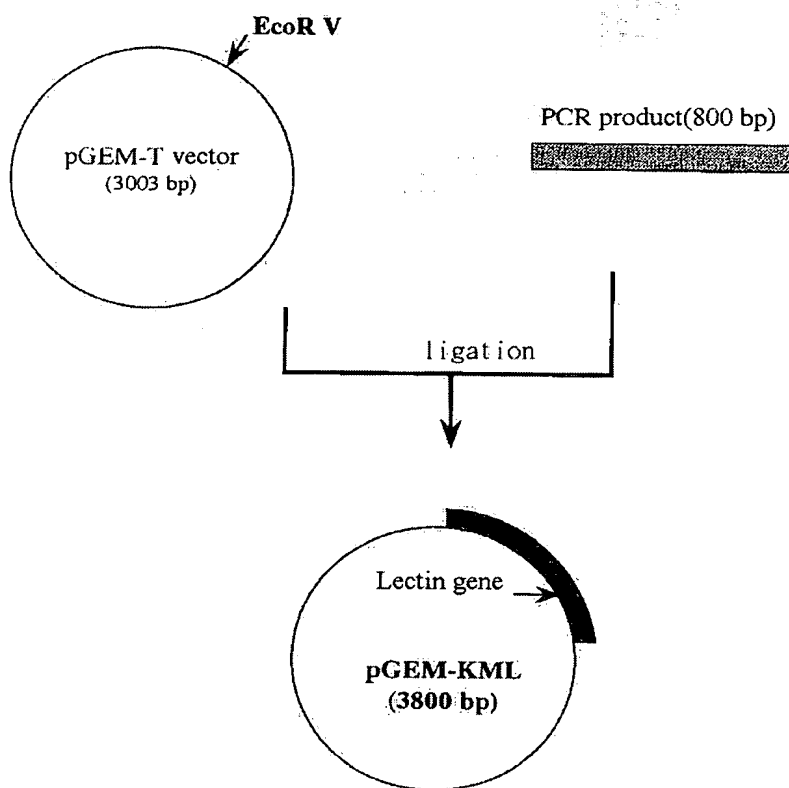 EcoR V
pGEM-T vector
(3003 bp)
PCR product(800 bp)
ligation
Lectin gene
pGEM-KML
(3800 bp)